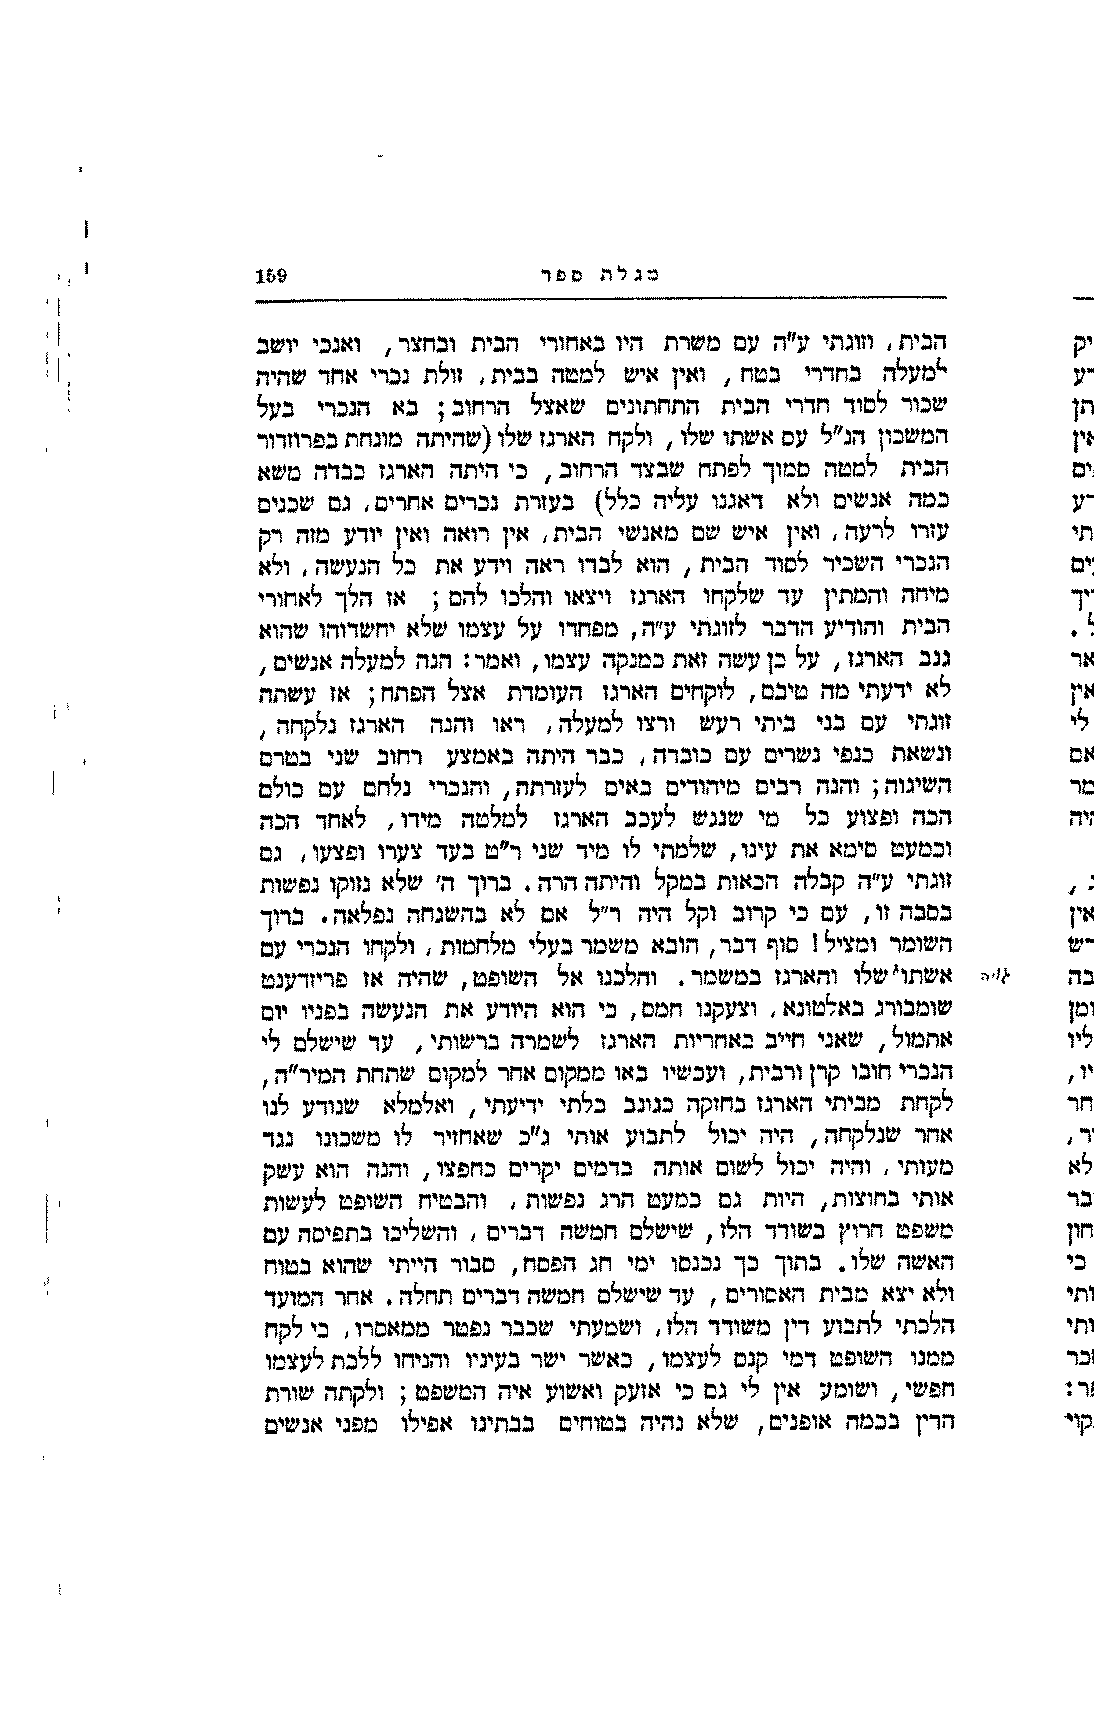 מגלת ספר 159
הבית, וזוגתי ע"ה עם משרת היו באחורי הבית ובחצר, ואנכי יושב
למעלה בחדרי בטח, ואין איש למטה בבית, זולת נכרי אחד שהיה
שכור לסוד חדרי הבית התחתונים שאצל הרחוב; בא הנכרי בעל
המשכון הנ"ל עם אשתו שלו, ולקח הארגז שלו (שהיתה מונחת בפרוזדור
הבית למטה סמוך לפתח שבצד הרחוב, כי היתה הארגז כבדה משא
כמה אנשים ולא דאגנו עליה כלל) בעזרת נכרים אחרים, גם שכנים
עזרו לרעה, ואין איש שם מאנשי הבית, אין רואה ואין יודע מזה רק
הנכרי השכיר לסוד הבית, הוא לבדו ראה וידע את כל הנעשה, ולא
מיחה והמתין עד שלקחו הארגז ויצאו והלכו להם; אז הלך לאחורי
הבית והודיע הדבר לזוגתי ע"ה, מפחדו על עצמו שלא יחשדוהו שהוא
גנב הארגז, על כן עשה זאת כמנקה עצמו, ואמר: הנה למעלה אנשים,
לא ידעתי מה טיבם, לוקחים הארגז העומדת אצל הפתח; אז עשתה
זוגתי עם בני ביתי רעש ורצו למעלה, ראו והנה הארגז נלקחה,
ונשאת כנפי נשרים עם כובדה, כבר היתה באמצע רחוב שני בטרם
השיגוה; והנה רבים מיהודים באים לעזרתה, והנכרי נלחם עם כולם
הכה ופצוע כל מי שנגש לעכב הארגז למלטה מידו, לאחד הכה
וכמעט סימא את עינו, שלמתי לו מיד שני ר"ט בעד צערו ופצעו, גם
זוגתי ע"ה קבלה הכאות במקל והיתה הרה. ברוך ה' שלא נזוקו נפשות
בסבה זו, עם כי קרוב וקל היה ר"ל אם לא בהשגחה נפלאה. ברוך
השומר ומציל! סוף דבר, הובא משמר בעלי מלחמות, ולקחו הנכרי עם
אשתו שלו והארגז במשמר. והלכנו אל השופט, שהיה אז פריזדענט
שומבורג באלטונא, וצעקנו חמס, כי הוא היודע את הנעשה בפניו יום
אתמול, שאני חייב באחריות הארגז לשמרה ברשותי, עד שישלם לי
הנכרי חובו קרן ורבית, ועכשיו באו ממקום אחר למקום שתחת המיר"ה,
לקחת מביתי הארגז בחזקה כגונב בלתי ידיעתי, ואלמלא שנודע לנו
אחר שנלקחה, היה יכול לתבוע אותי ג"כ שאחזיר לו משכונו נגד
מעותי, והיה יכול לשום אותה בדמים יקרים כחפצו, והנה הוא עשק
אותי בחוצות, היות גם כמעט הרג נפשות, והבטיח השופט לעשות
משפט חרוץ בשודד הלז, שישלם חמשה דברים, והשליכו בתפיסה עם
האשה שלו. בתוך כך נכנסו ימי חג הפסח, סבור הייתי שהוא בטוח
ולא יצא מבית האסורים, עד שישלם חמשה דברים תחלה. אחר המועד
הלכתי לתבוע דין משודד הלז, ושמעתי שכבר נפטר ממאסרו, כי לקח
ממנו השופט דמי קנם לעצמו, כאשר ישר בעיניו והניחו ללכת לעצמו
חפשי, ושומע אין לי גם כי אזעק ואשוע איה המשפט; ולקתה שורת
הדין בכמה אופנים, שלא נהיה בטוחים בבתינו אפילו מפני אנשים